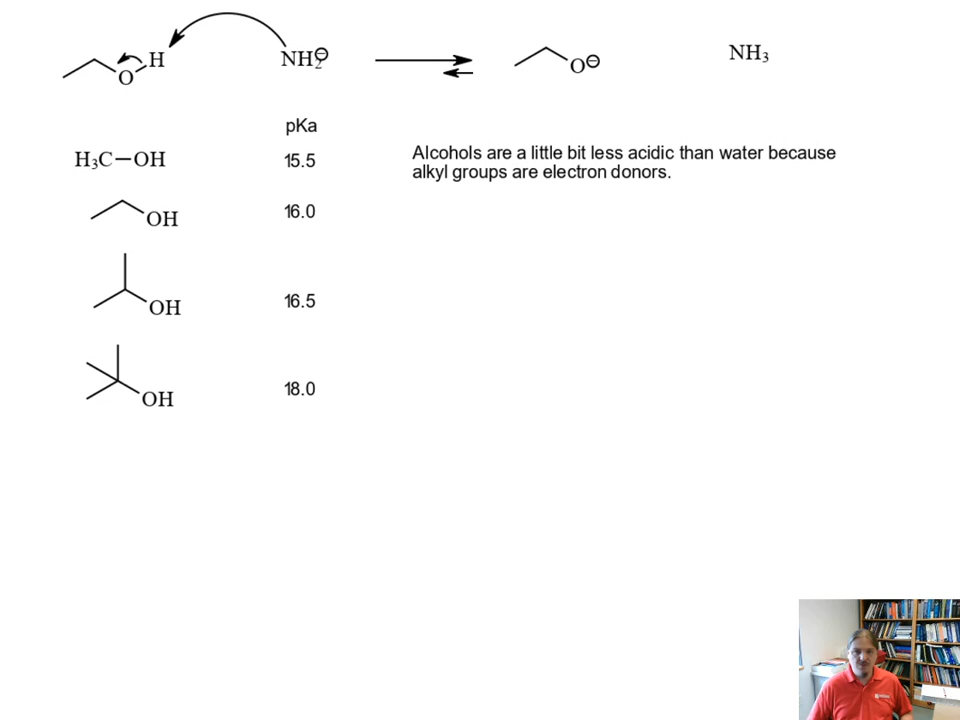 H NH₂⊖ O O⊖ NH₃
pKa
H₃C—OH 15.5
Alcohols are a little bit less acidic than water because
alkyl groups are electron donors.
OH 16.0
OH 16.5
OH 18.0